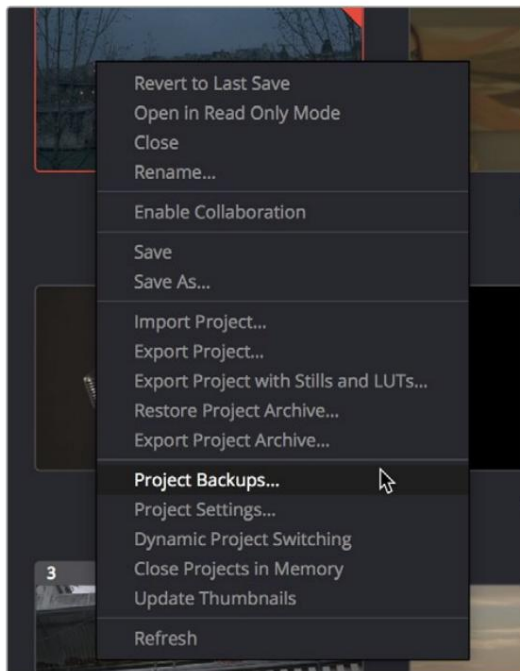 Revert to Last Save
Open in Read Only Mode
Close
Rename...
Enable Collaboration
Save
Save As...
Import Project...
Export Project...
Export Project with Stills and LUTs...
Restore Project Archive...
Export Project Archive...
Project Backups...
Project Settings...
Dynamic Project Switching
3
Close Projects in Memory
Update Thumbnails
Refresh